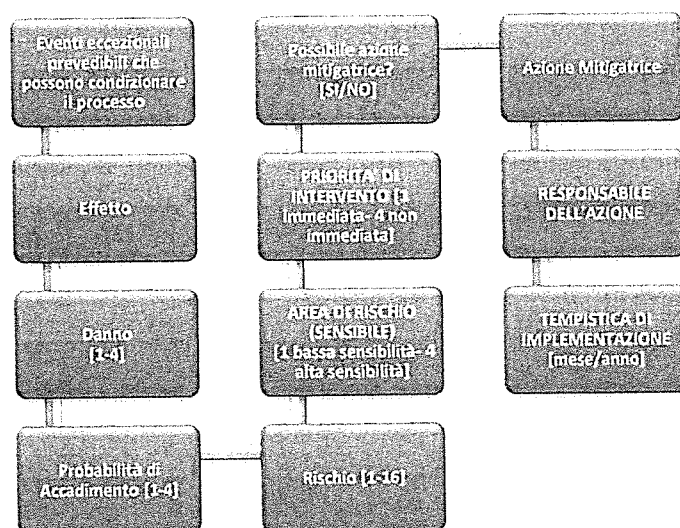 Eventi eccezionali
prevedibili che
possono condizionare
il processo
Effetto
Danno
[1-4]
Probabilità di
Accadimento [1-4]
Rischio [1-16]
AREA DI RISCHIO
(SENSIBILE)
[1 bassa sensibilità- 4
alta sensibilità]
PRIORITA' DI
INTERVENTO [1
immediata- 4 non
immediata]
Possibile azione
mitigatrice?
[SI/NO]
Azione Mitigatrice
RESPONSABILE
DELL'AZIONE
TEMPISTICA DI
IMPLEMENTAZIONE
[mese/anno]